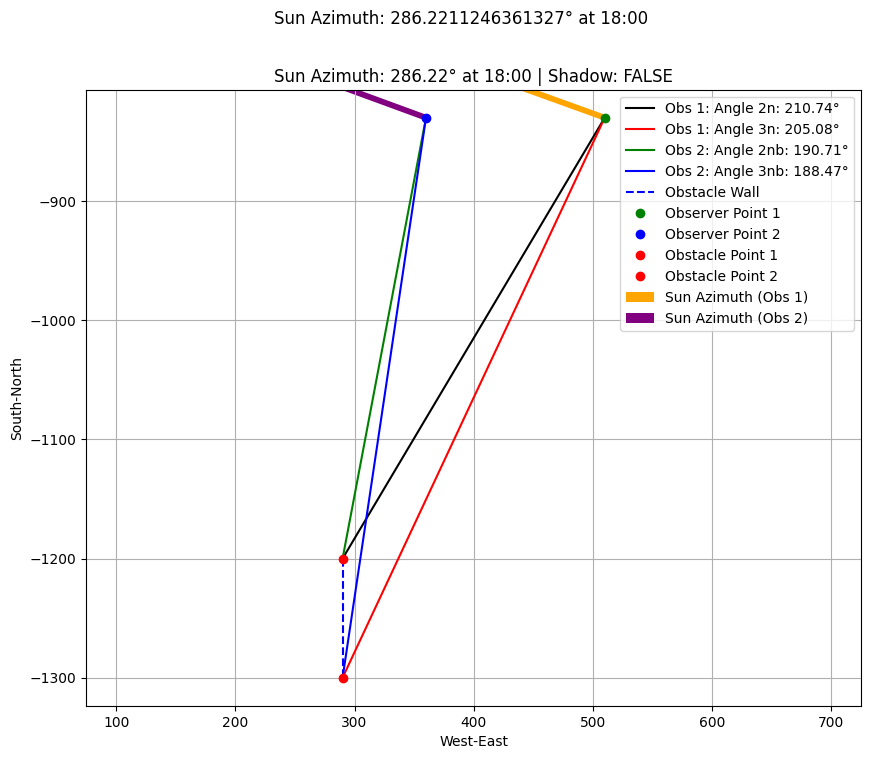 Sun Azimuth: 286.2211246361327° at 18:00
Sun Azimuth: 286.22° at 18:00 | Shadow: FALSE
Obs 1: Angle 2n: 210.74°
Obs 1: Angle 3n: 205.08°
Obs 2: Angle 2nb: 190.71°
Obs 2: Angle 3nb: 188.47°
Obstacle Wall
Observer Point 1
Observer Point 2
Obstacle Point 1
Obstacle Point 2
Sun Azimuth (Obs 1)
Sun Azimuth (Obs 2)
South-North
−900
−1000
−1100
−1200
−1300
100 200 300 400 500 600 700
West-East